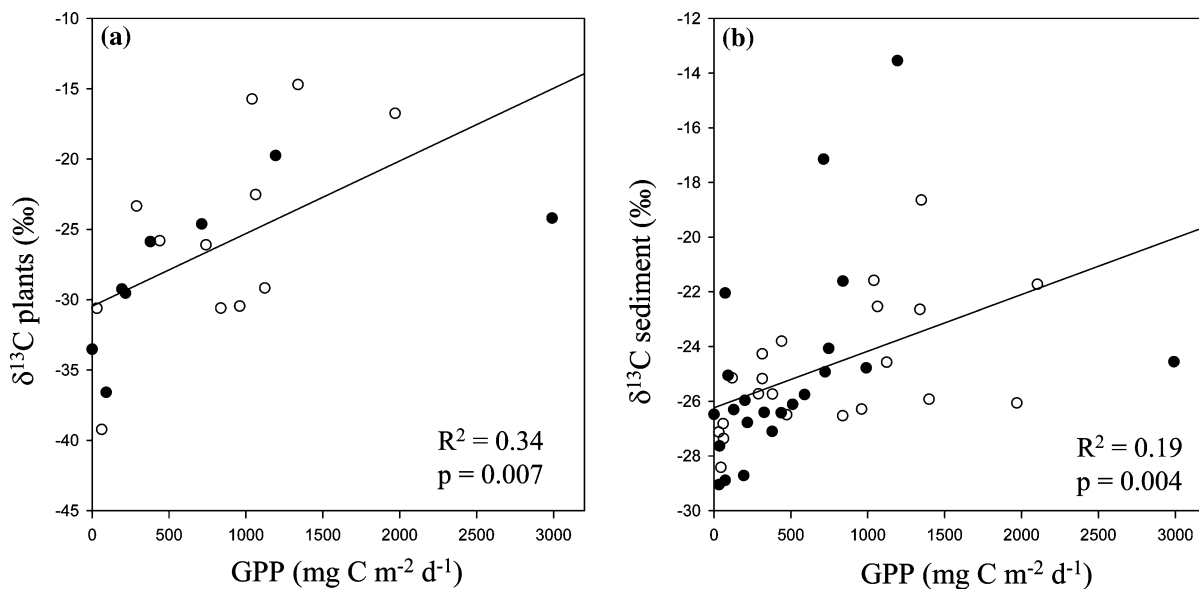 (a)
-10
-15
-20
-25
-30
-35
-40
-45
δ¹³C plants (‰)
R² = 0.34
p = 0.007
0 500 1000 1500 2000 2500 3000
GPP (mg C m⁻² d⁻¹)
(b)
-12
-14
-16
-18
-20
-22
-24
-26
-28
-30
δ¹³C sediment (‰)
R² = 0.19
p = 0.004
0 500 1000 1500 2000 2500 3000
GPP (mg C m⁻² d⁻¹)